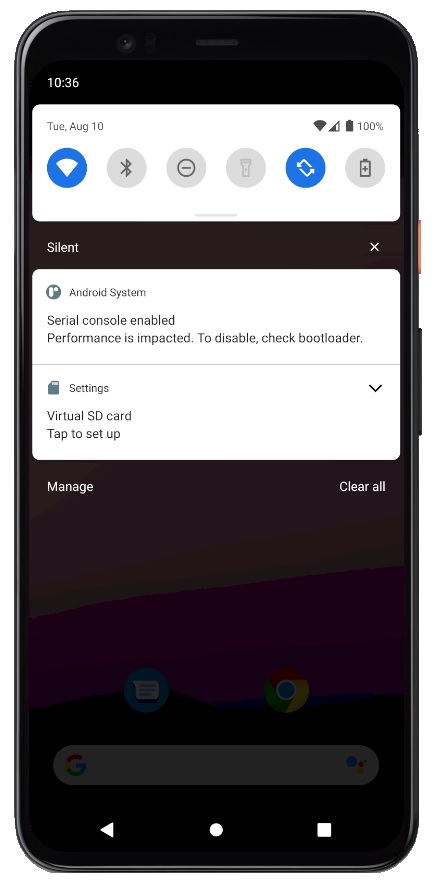 10:36
Tue, Aug 10
100%
Silent
Android System
Serial console enabled
Performance is impacted. To disable, check bootloader.
Settings
Virtual SD card
Tap to set up
Manage
Clear all